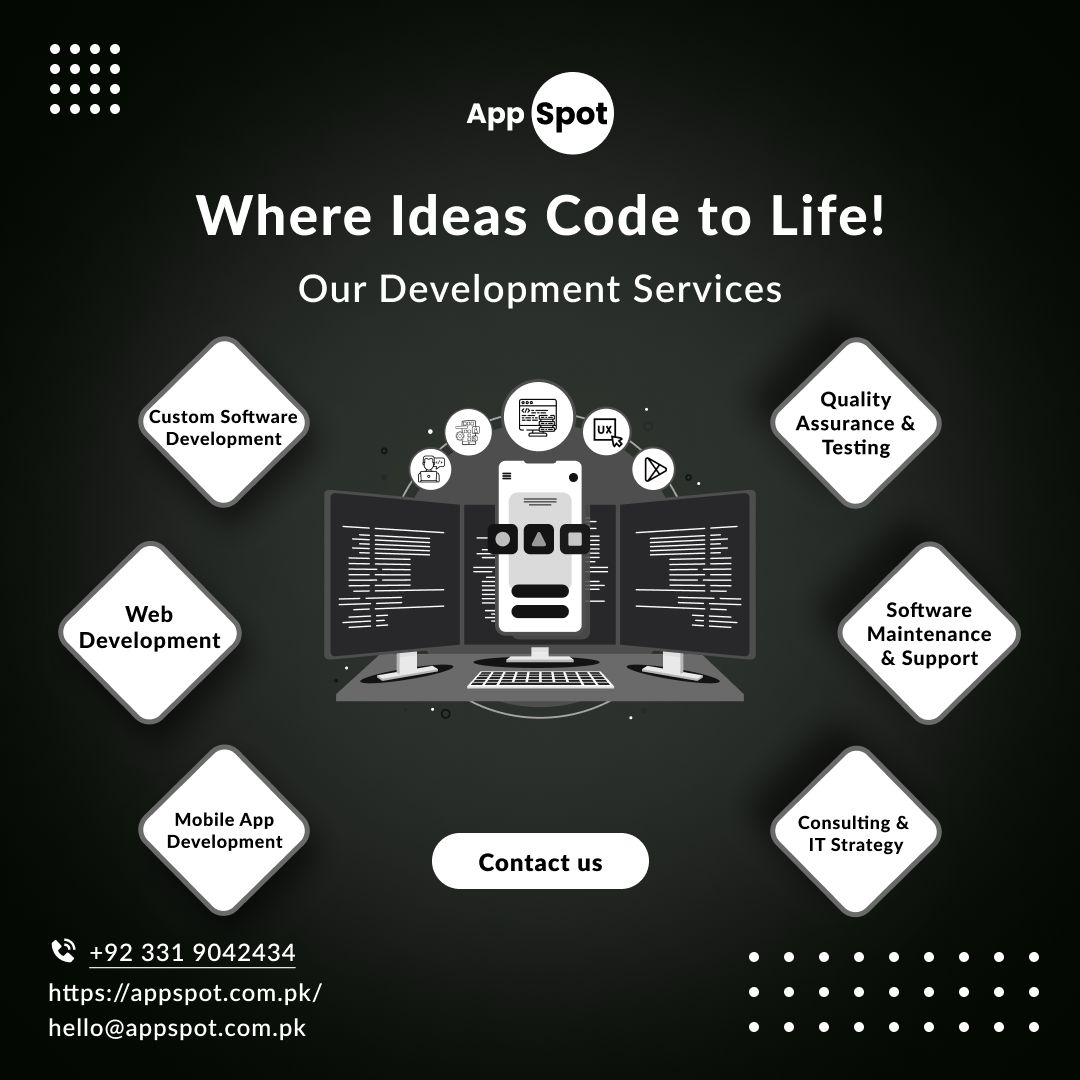 App Spot
Where Ideas Code to Life!
Our Development Services
Custom Software
Development
Quality
Assurance &
Testing
UX
Web
Development
Software
Maintenance
& Support
Mobile App
Development
Consulting &
IT Strategy
Contact us
+92 331 9042434
https://appspot.com.pk/
hello@appspot.com.pk